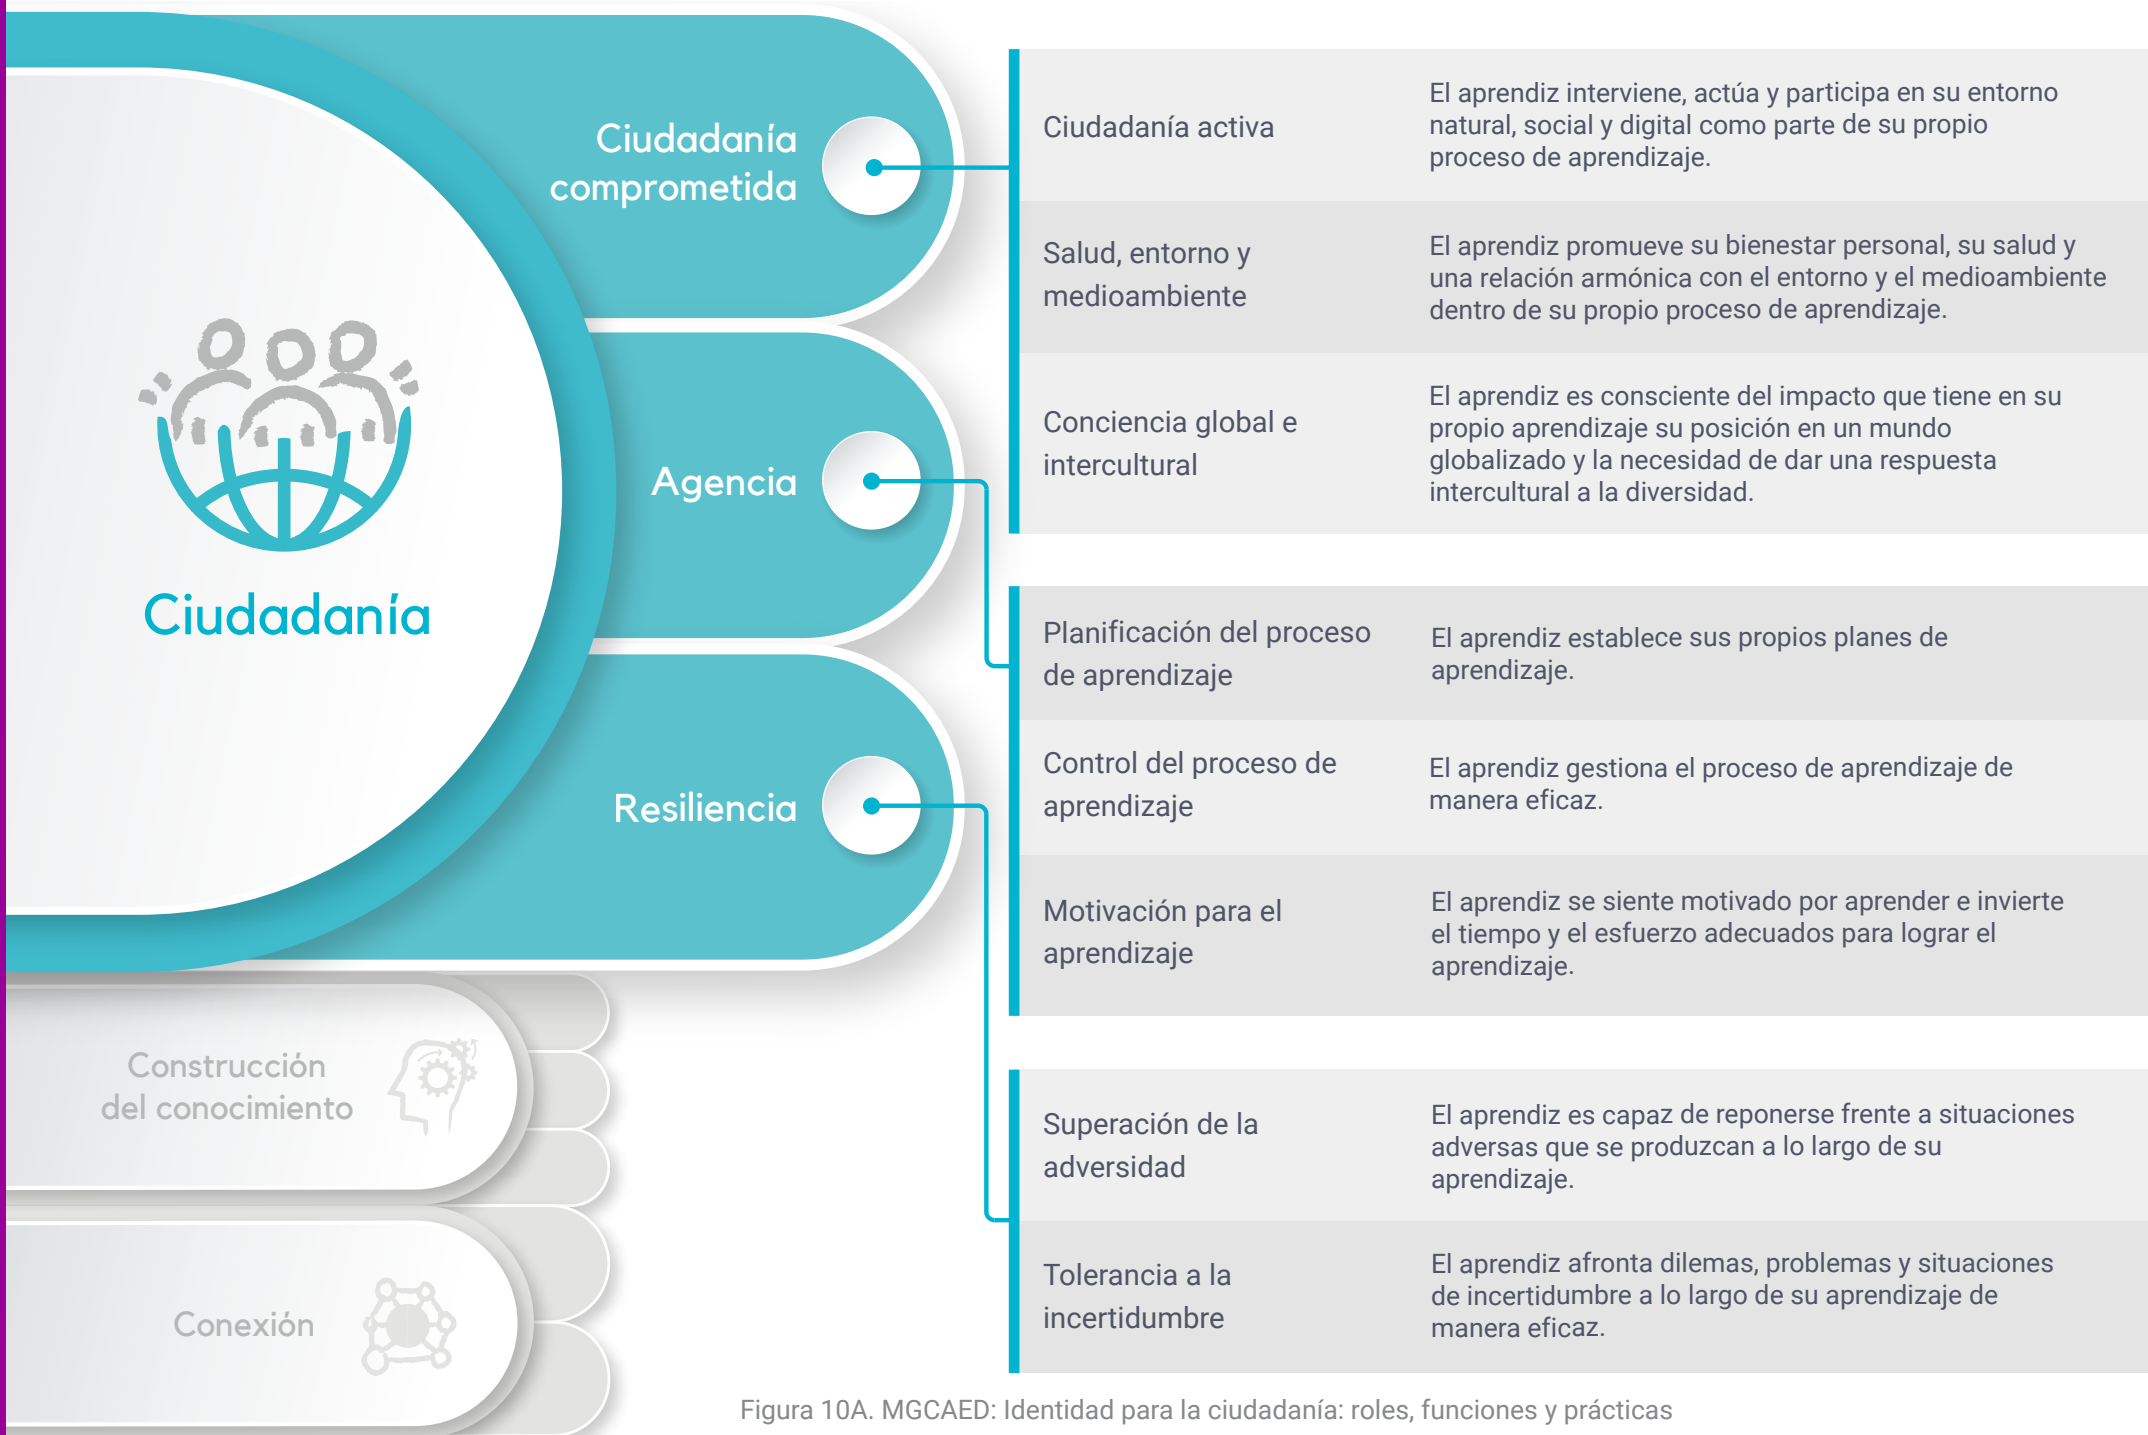 Ciudadanía
Ciudadanía
comprometida
Ciudadanía activa
El aprendiz interviene, actúa y participa en su entorno
natural, social y digital como parte de su propio
proceso de aprendizaje.
Salud, entorno y
medioambiente
El aprendiz promueve su bienestar personal, su salud y
una relación armónica con el entorno y el medioambiente
dentro de su propio proceso de aprendizaje.
Conciencia global e
intercultural
El aprendiz es consciente del impacto que tiene en su
propio aprendizaje su posición en un mundo
globalizado y la necesidad de dar una respuesta
intercultural a la diversidad.
Agencia
Planificación del proceso
de aprendizaje
El aprendiz establece sus propios planes de
aprendizaje.
Control del proceso de
aprendizaje
El aprendiz gestiona el proceso de aprendizaje de
manera eficaz.
Motivación para el
aprendizaje
El aprendiz se siente motivado por aprender e invierte
el tiempo y el esfuerzo adecuados para lograr el
aprendizaje.
Resiliencia
Superación de la
adversidad
El aprendiz es capaz de reponerse frente a situaciones
adversas que se produzcan a lo largo de su
aprendizaje.
Tolerancia a la
incertidumbre
El aprendiz afronta dilemas, problemas y situaciones
de incertidumbre a lo largo de su aprendizaje de
manera eficaz.
Construcción
del conocimiento
Conexión
Figura 10A. MGCAED: Identidad para la ciudadanía: roles, funciones y prácticas